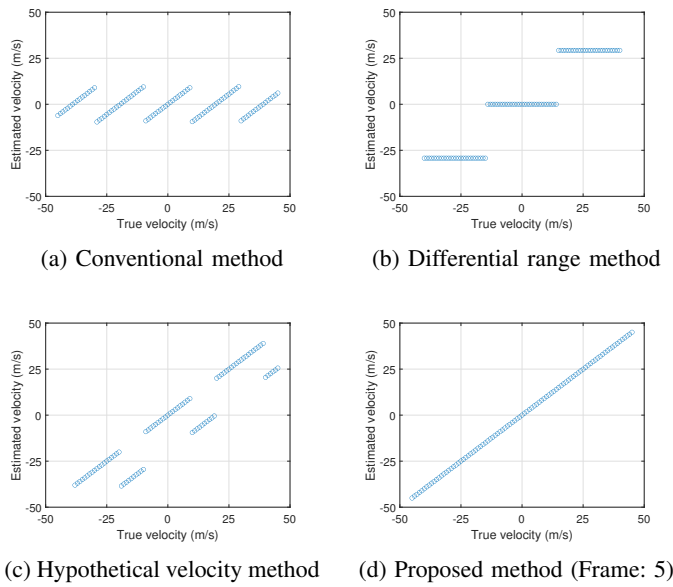 50
25
0
-25
-50
-50 -25 0 25 50
Estimated velocity (m/s)
True velocity (m/s)
(a) Conventional method
50
25
0
-25
-50
-50 -25 0 25 50
Estimated velocity (m/s)
True velocity (m/s)
(b) Differential range method
50
25
0
-25
-50
-50 -25 0 25 50
Estimated velocity (m/s)
True velocity (m/s)
(c) Hypothetical velocity method
50
25
0
-25
-50
-50 -25 0 25 50
Estimated velocity (m/s)
True velocity (m/s)
(d) Proposed method (Frame: 5)